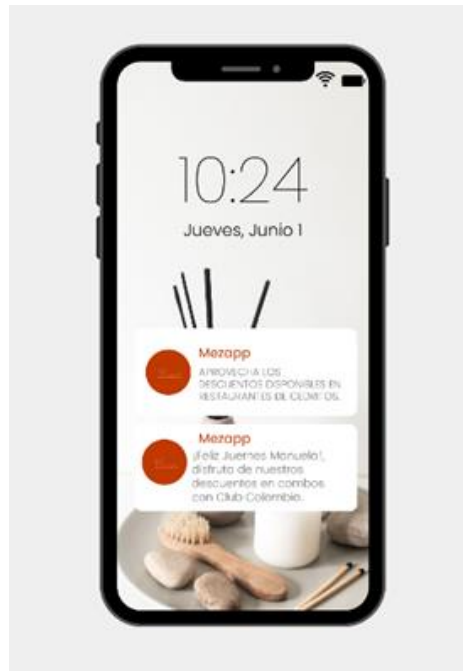 10:24
Jueves, Junio 1
Mezapp
APROVECHA LOS
DESCUENTOS DISPONIBLES EN
RESTAURANTES DE CEDRITOS.
Mezapp
¡Feliz Juernes Manuela!,
disfruta de nuestros
descuentos en combos
con Club Colombia.